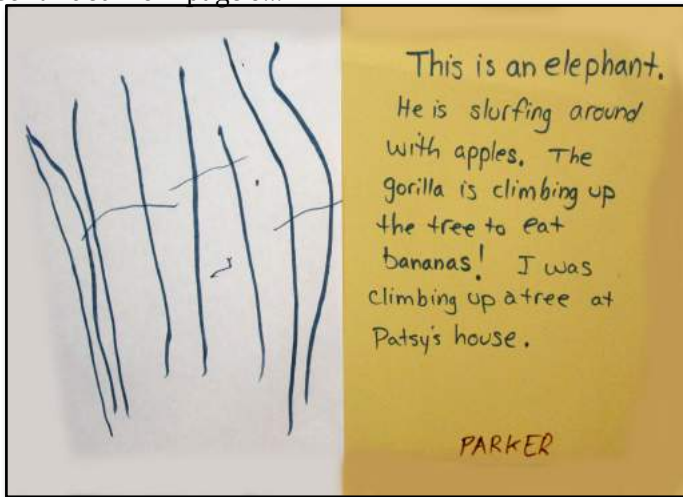 This is an elephant.
He is slurfing around
with apples. The
gorilla is climbing up
the tree to eat
bananas! I was
climbing up a tree at
Patsy's house.
PARKER